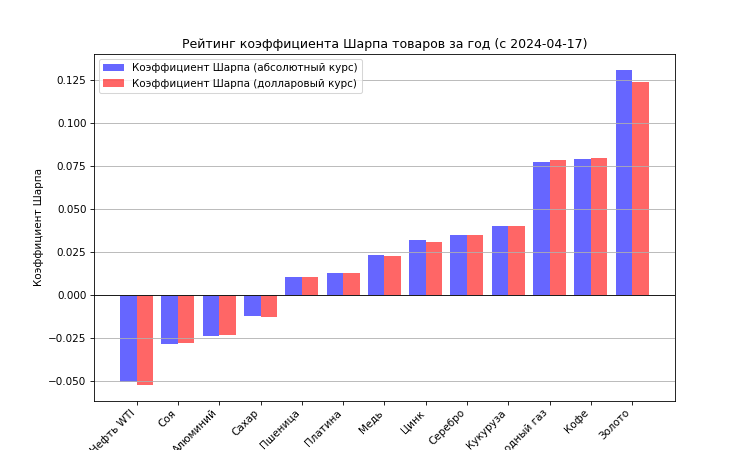 Рейтинг коэффициента Шарпа товаров за год (с 2024-04-17)
Коэффициент Шарпа (абсолютный курс)
Коэффициент Шарпа (долларовый курс)
Коэффициент Шарпа
0.125
0.100
0.075
0.050
0.025
0.000
−0.025
−0.050
Нефть WTI
Соя
Алюминий
Сахар
Пшеница
Платина
Медь
Цинк
Серебро
Кукуруза
газ
Кофе
Золото